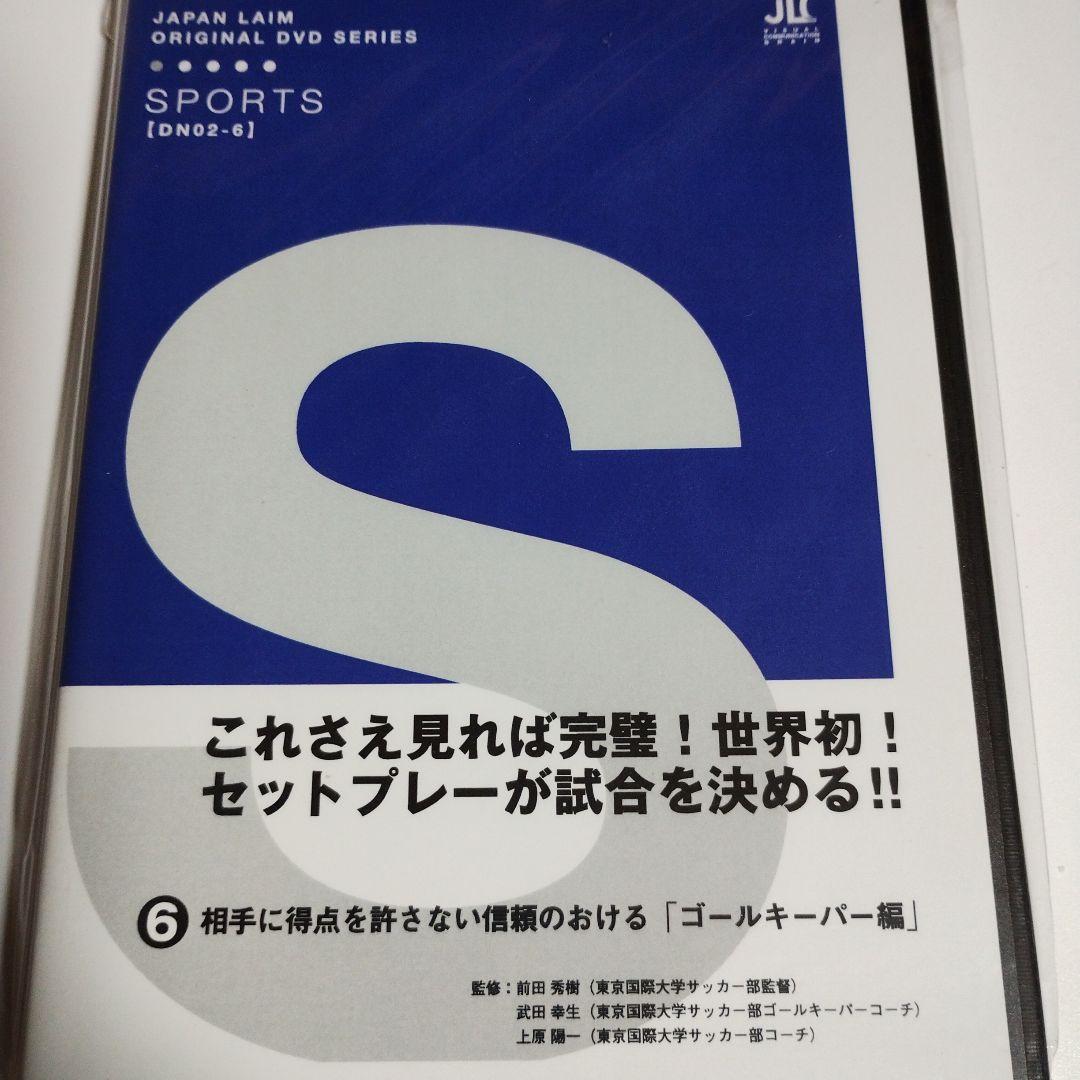 JAPAN LAIM
ORIGINAL DVD SERIES
SPORTS
[DN02-6]
JLC
VISUAL
COMMUNICATION
BRAIN
S
これさえ見れば完璧！世界初！
セットプレーが試合を決める!!
❻相手に得点を許さない信頼のおける「ゴールキーパー編」
監修：前田 秀樹（東京国際大学サッカー部監督）
武田 幸生（東京国際大学サッカー部ゴールキーパーコーチ）
上原 陽一（東京国際大学サッカー部コーチ）